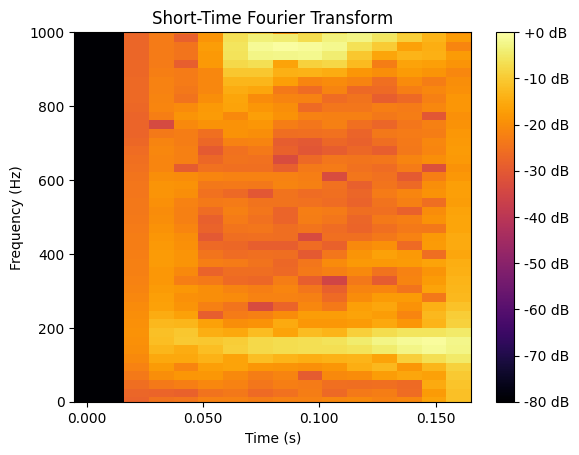 Short-Time Fourier Transform
1000
800
600
400
200
0
Frequency (Hz)
0.000
0.050
0.100
0.150
Time (s)
+0 dB
-10 dB
-20 dB
-30 dB
-40 dB
-50 dB
-60 dB
-70 dB
-80 dB